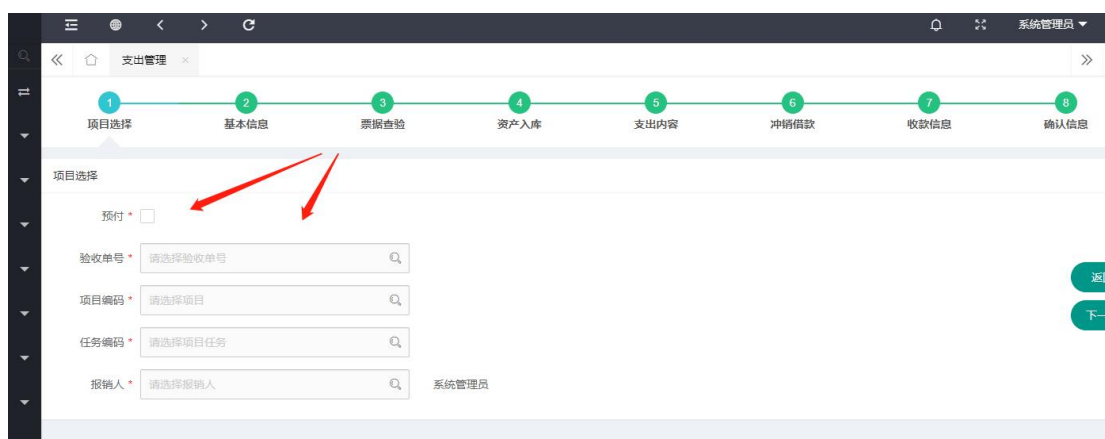 系统管理员
支出管理
1 2 3 4 5 6 7 8
项目选择 基本信息 票据查验 资产入库 支出内容 冲销借款 收款信息 确认信息
项目选择
预付 *
验收单号 * 请选择验收单号
项目编码 * 请选择项目
任务编码 * 请选择项目任务
报销人 * 请选择报销人 系统管理员
返
下一